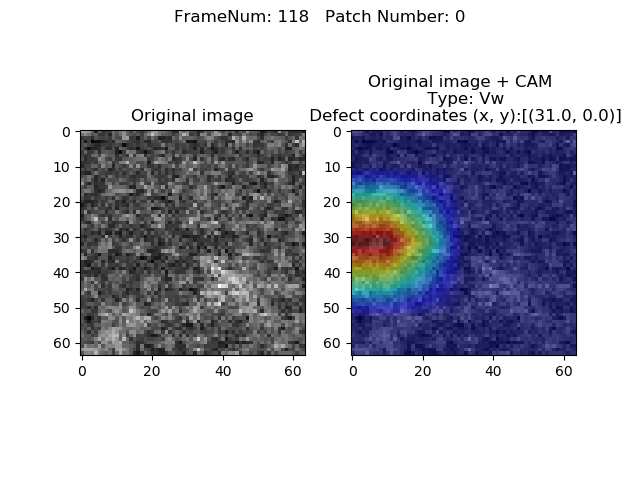 FrameNum: 118   Patch Number: 0
Original image
Original image + CAM
Type: Vw
Defect coordinates (x, y):[(31.0, 0.0)]
0
10
20
30
40
50
60
0 20 40 60
0
10
20
30
40
50
60
0 20 40 60